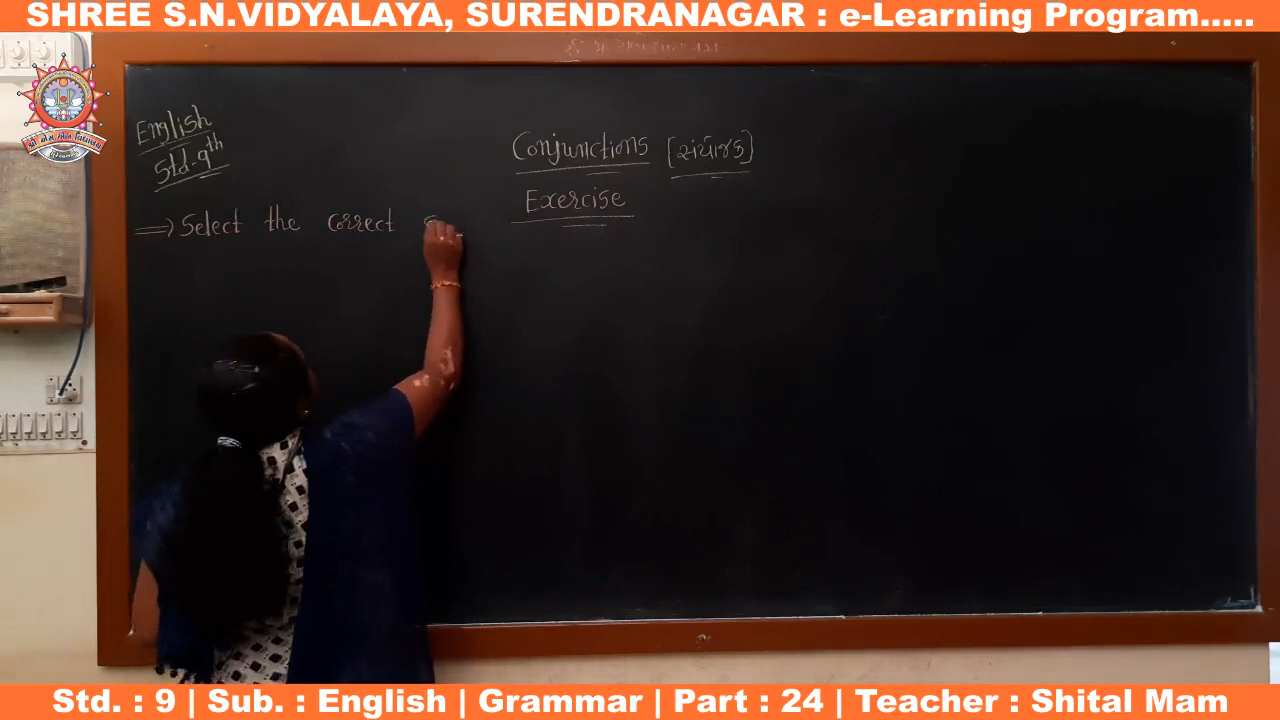 SHREE S.N.VIDYALAYA, SURENDRANAGAR : e-Learning Program.....
English
Std-9th
Conjunctions [સંયોજક]
Exercise
⟹ Select the correct
Std. : 9 | Sub. : English | Grammar | Part : 24 | Teacher : Shital Mam